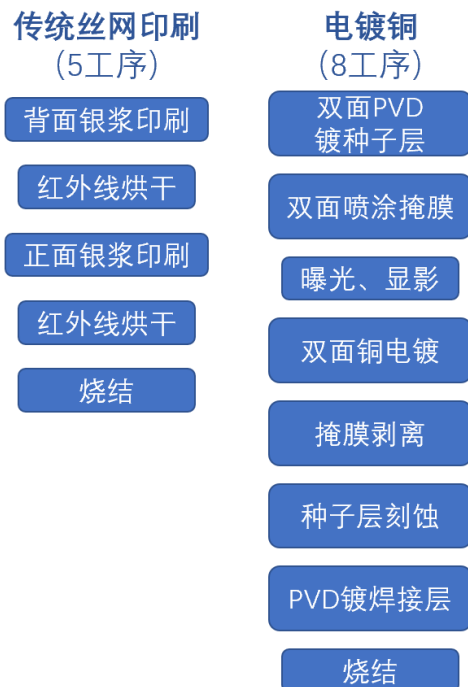 传统丝网印刷
（5工序）
背面银浆印刷
红外线烘干
正面银浆印刷
红外线烘干
烧结
电镀铜
（8工序）
双面PVD
镀种子层
双面喷涂掩膜
曝光、显影
双面铜电镀
掩膜剥离
种子层刻蚀
PVD镀焊接层
烧结